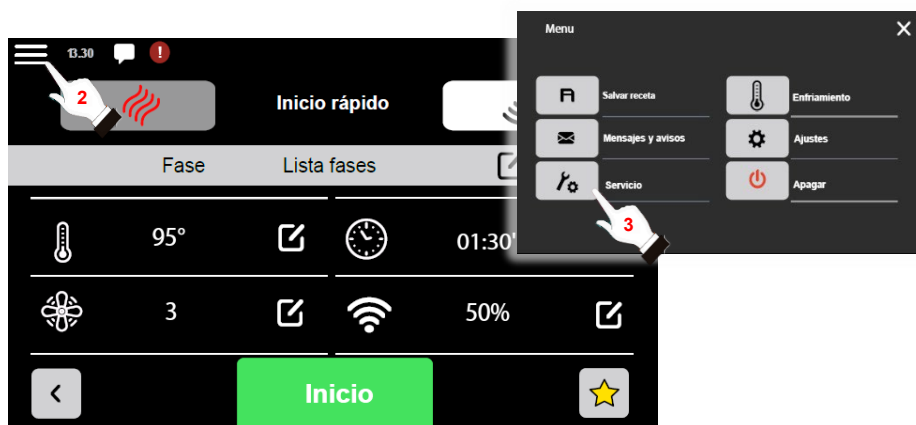 13.30
!
2
Inicio rápido
Fase Lista fases
95° 01:30'
3 50%
Inicio
Menu
Salvar receta Enfriamiento
Mensajes y avisos Ajustes
Servicio Apagar
3